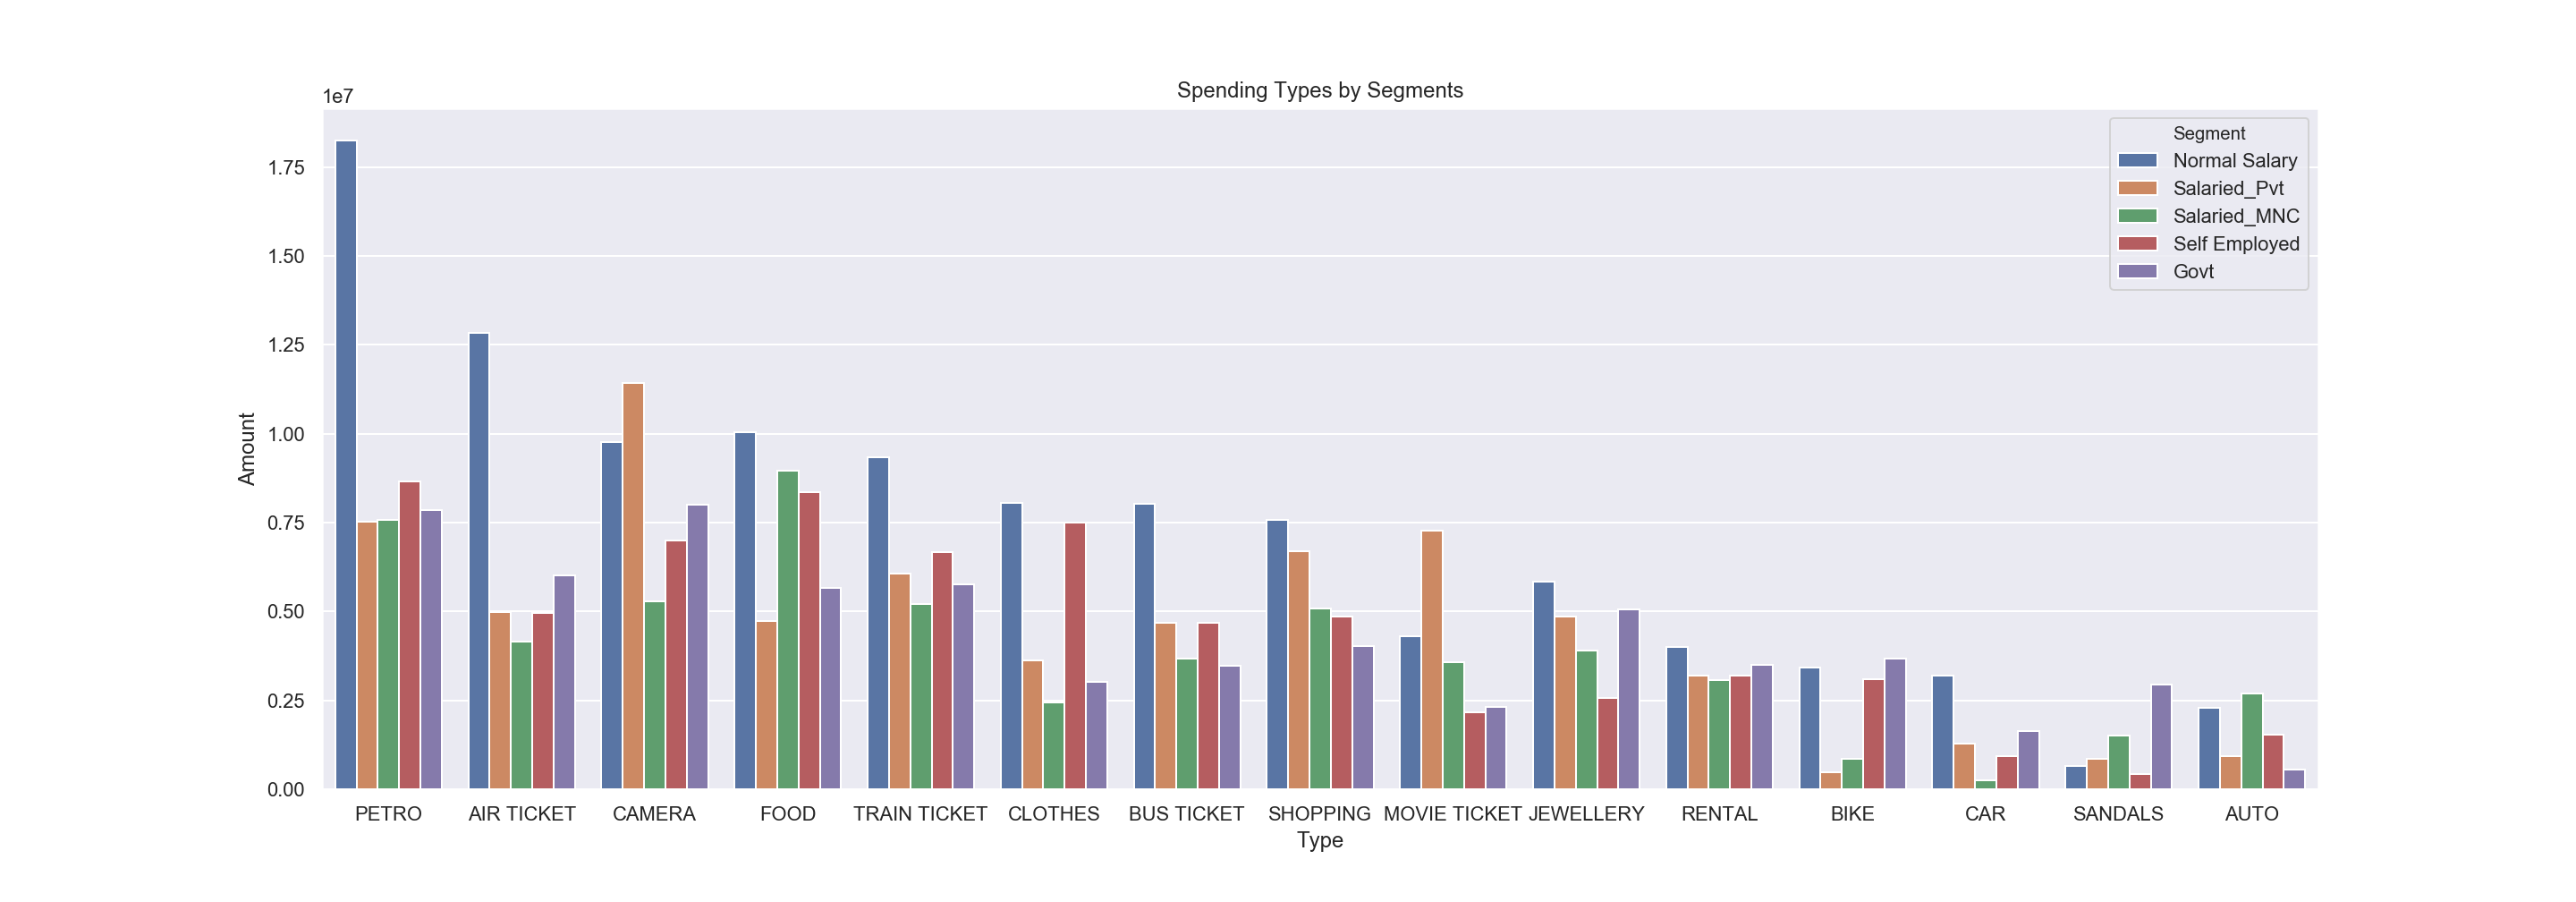 Spending Types by Segments
1e7
Segment
Normal Salary
Salaried_Pvt
Salaried_MNC
Self Employed
Govt
1.75
1.50
1.25
1.00
0.75
0.50
0.25
0.00
Amount
PETRO AIR TICKET CAMERA FOOD TRAIN TICKET CLOTHES BUS TICKET SHOPPING MOVIE TICKET JEWELLERY RENTAL BIKE CAR SANDALS AUTO
Type